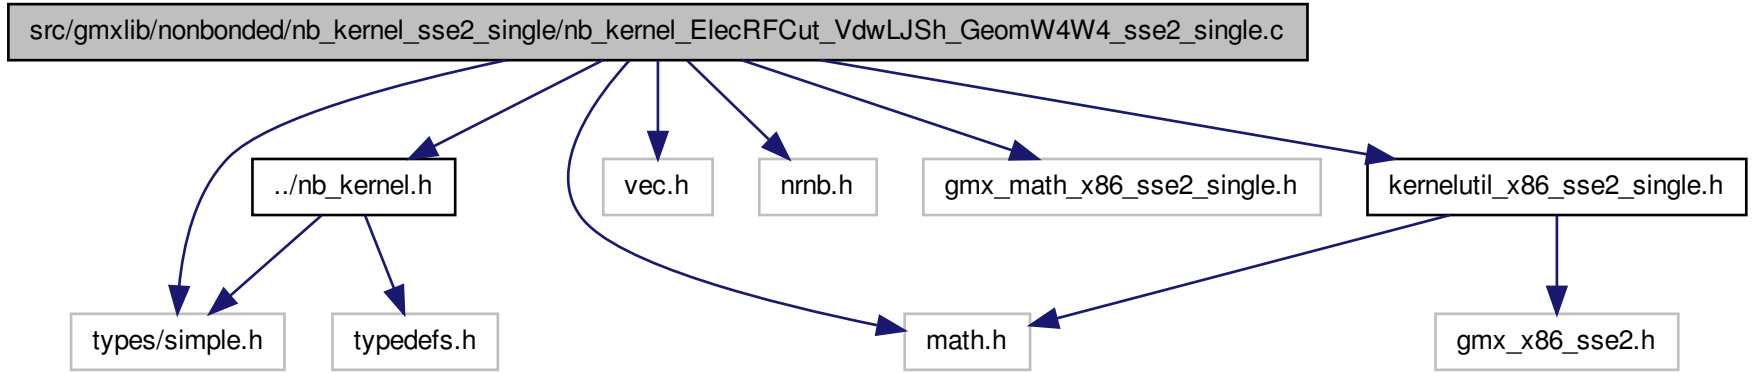 src/gmxlib/nonbonded/nb_kernel_sse2_single/nb_kernel_ElecRFCut_VdwLJSh_GeomW4W4_sse2_single.c
../nb_kernel.h
vec.h
nrnb.h
gmx_math_x86_sse2_single.h
kernelutil_x86_sse2_single.h
types/simple.h
typedefs.h
math.h
gmx_x86_sse2.h